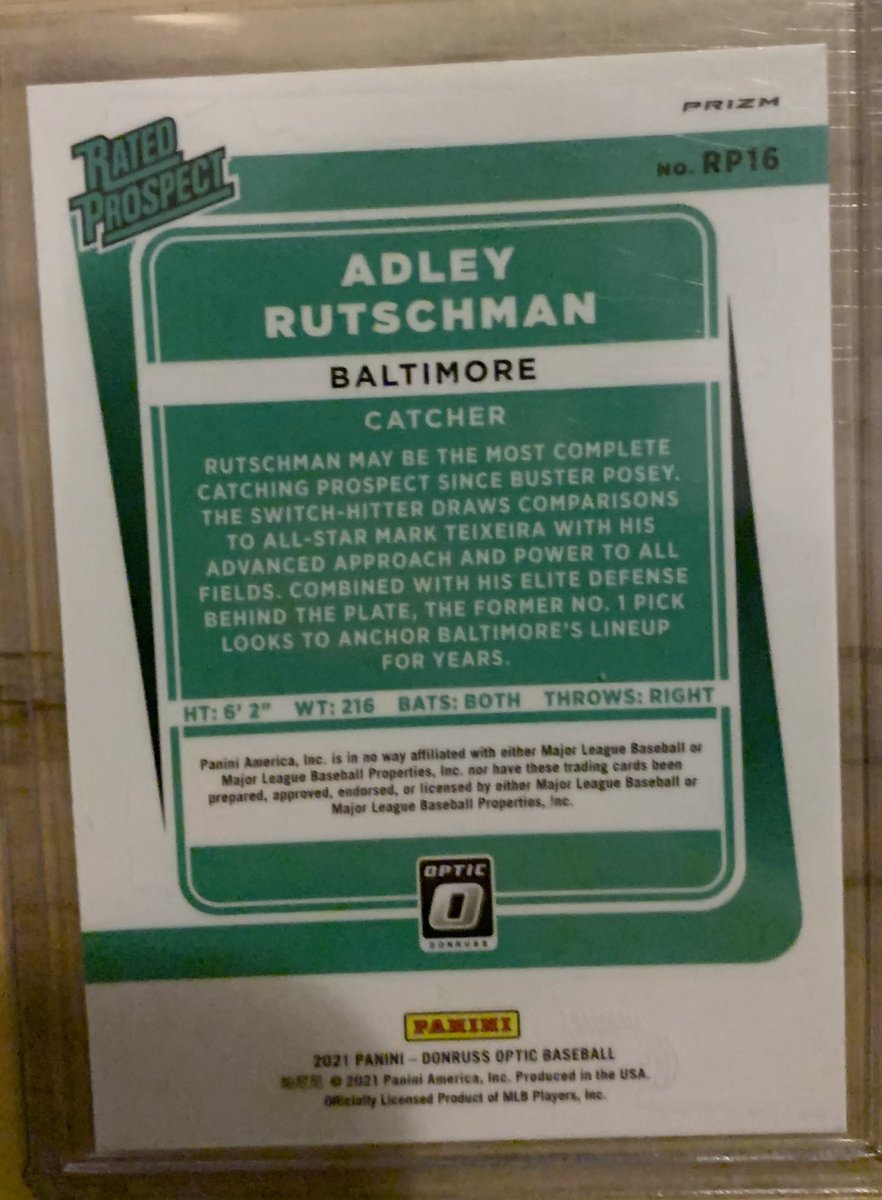 PRIZM
RATED
PROSPECT
NO. RP16
ADLEY
RUTSCHMAN
BALTIMORE
CATCHER
RUTSCHMAN MAY BE THE MOST COMPLETE
CATCHING PROSPECT SINCE BUSTER POSEY.
THE SWITCH-HITTER DRAWS COMPARISONS
TO ALL-STAR MARK TEIXEIRA WITH HIS
ADVANCED APPROACH AND POWER TO ALL
FIELDS. COMBINED WITH HIS ELITE DEFENSE
BEHIND THE PLATE, THE FORMER NO. 1 PICK
LOOKS TO ANCHOR BALTIMORE'S LINEUP
FOR YEARS.
HT: 6' 2" WT: 216 BATS: BOTH THROWS: RIGHT
Panini America, Inc. is in no way affiliated with either Major League Baseball or
Major League Baseball Properties, Inc. nor have these trading cards been
prepared, approved, endorsed, or licensed by either Major League Baseball or
Major League Baseball Properties, Inc.
OPTIC
O
DONRUSS
PANINI
2021 PANINI – DONRUSS OPTIC BASEBALL
© 2021 Panini America, Inc. Produced in the USA.
Officially Licensed Product of MLB Players, Inc.